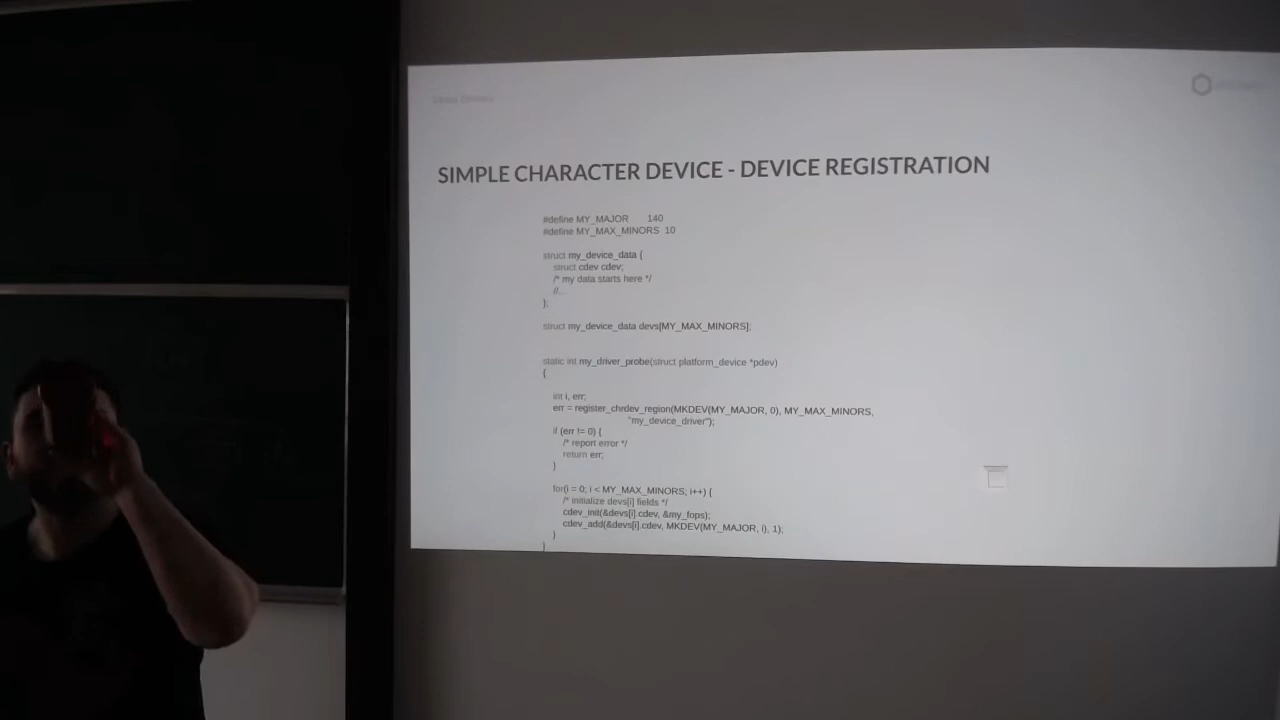 SIMPLE CHARACTER DEVICE - DEVICE REGISTRATION
#define MY_MAJOR 140
#define MY_MAX_MINORS 10
struct my_device_data {
struct cdev cdev;
/* my data starts here */
//...
};
struct my_device_data devs[MY_MAX_MINORS];
static int my_driver_probe(struct platform_device *pdev)
{
int i, err;
err = register_chrdev_region(MKDEV(MY_MAJOR, 0), MY_MAX_MINORS,
"my_device_driver");
if (err != 0) {
/* report error */
return err;
}
for(i = 0; i < MY_MAX_MINORS; i++) {
/* initialize devs[i] fields */
cdev_init(&devs[i].cdev, &my_fops);
cdev_add(&devs[i].cdev, MKDEV(MY_MAJOR, i), 1);
}
}